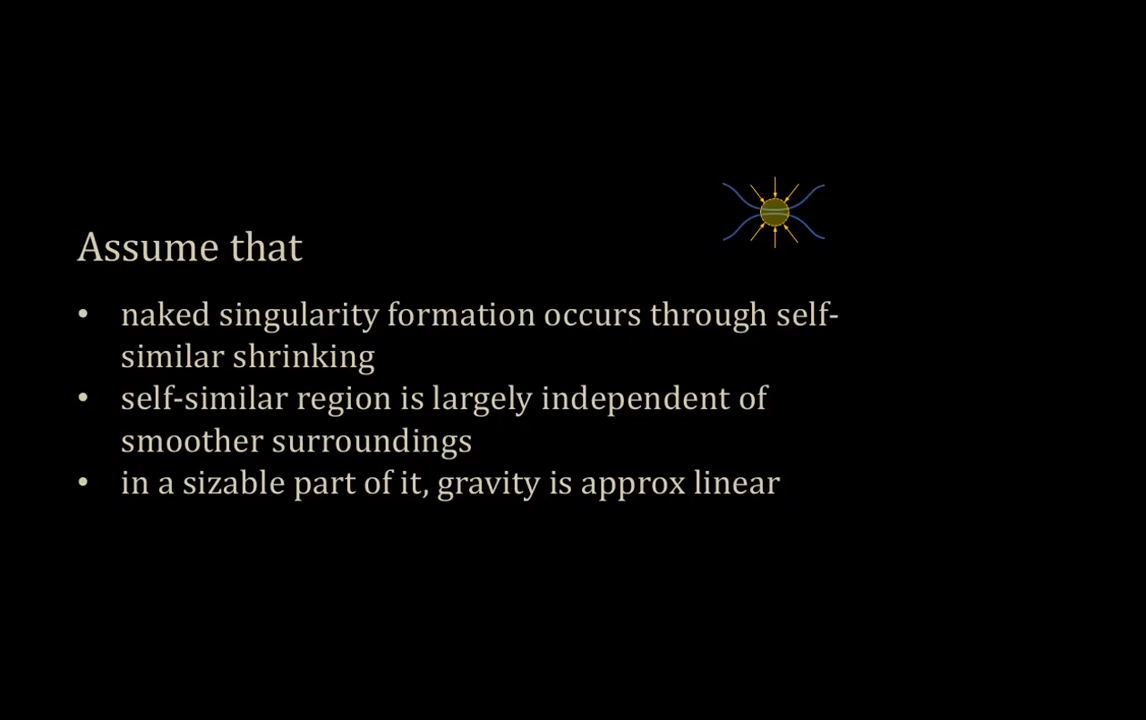 Assume that
• naked singularity formation occurs through self-
similar shrinking
• self-similar region is largely independent of
smoother surroundings
• in a sizable part of it, gravity is approx linear